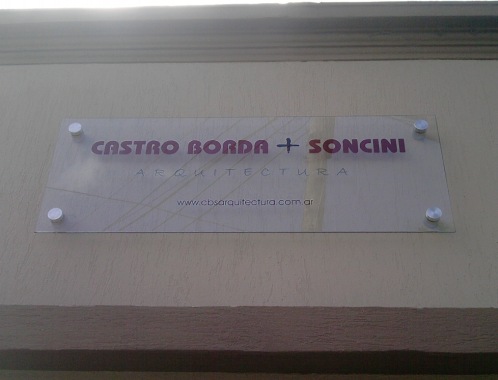 CASTRO BORDA + SONCINI
ARQUITECTURA
www.cbsarquitectura.com.ar